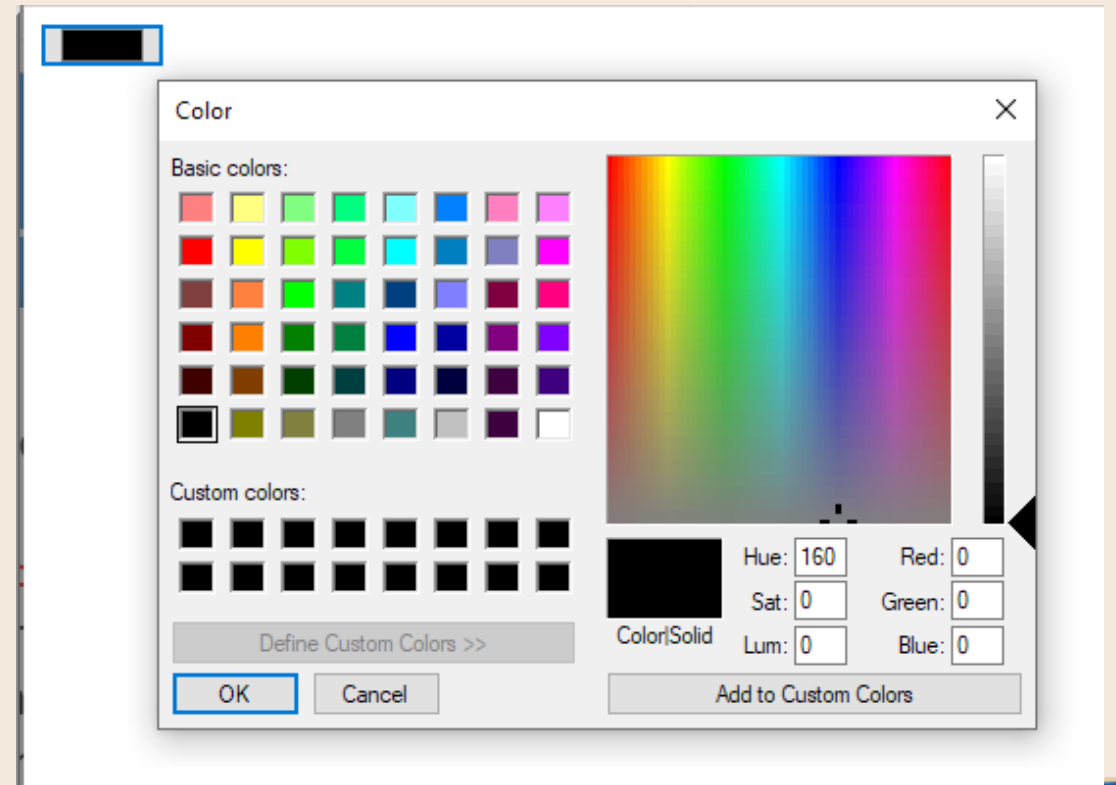 Color
Basic colors:
Custom colors:
Define Custom Colors >>
OK
Cancel
Color|Solid
Hue: 160
Sat: 0
Lum: 0
Red: 0
Green: 0
Blue: 0
Add to Custom Colors